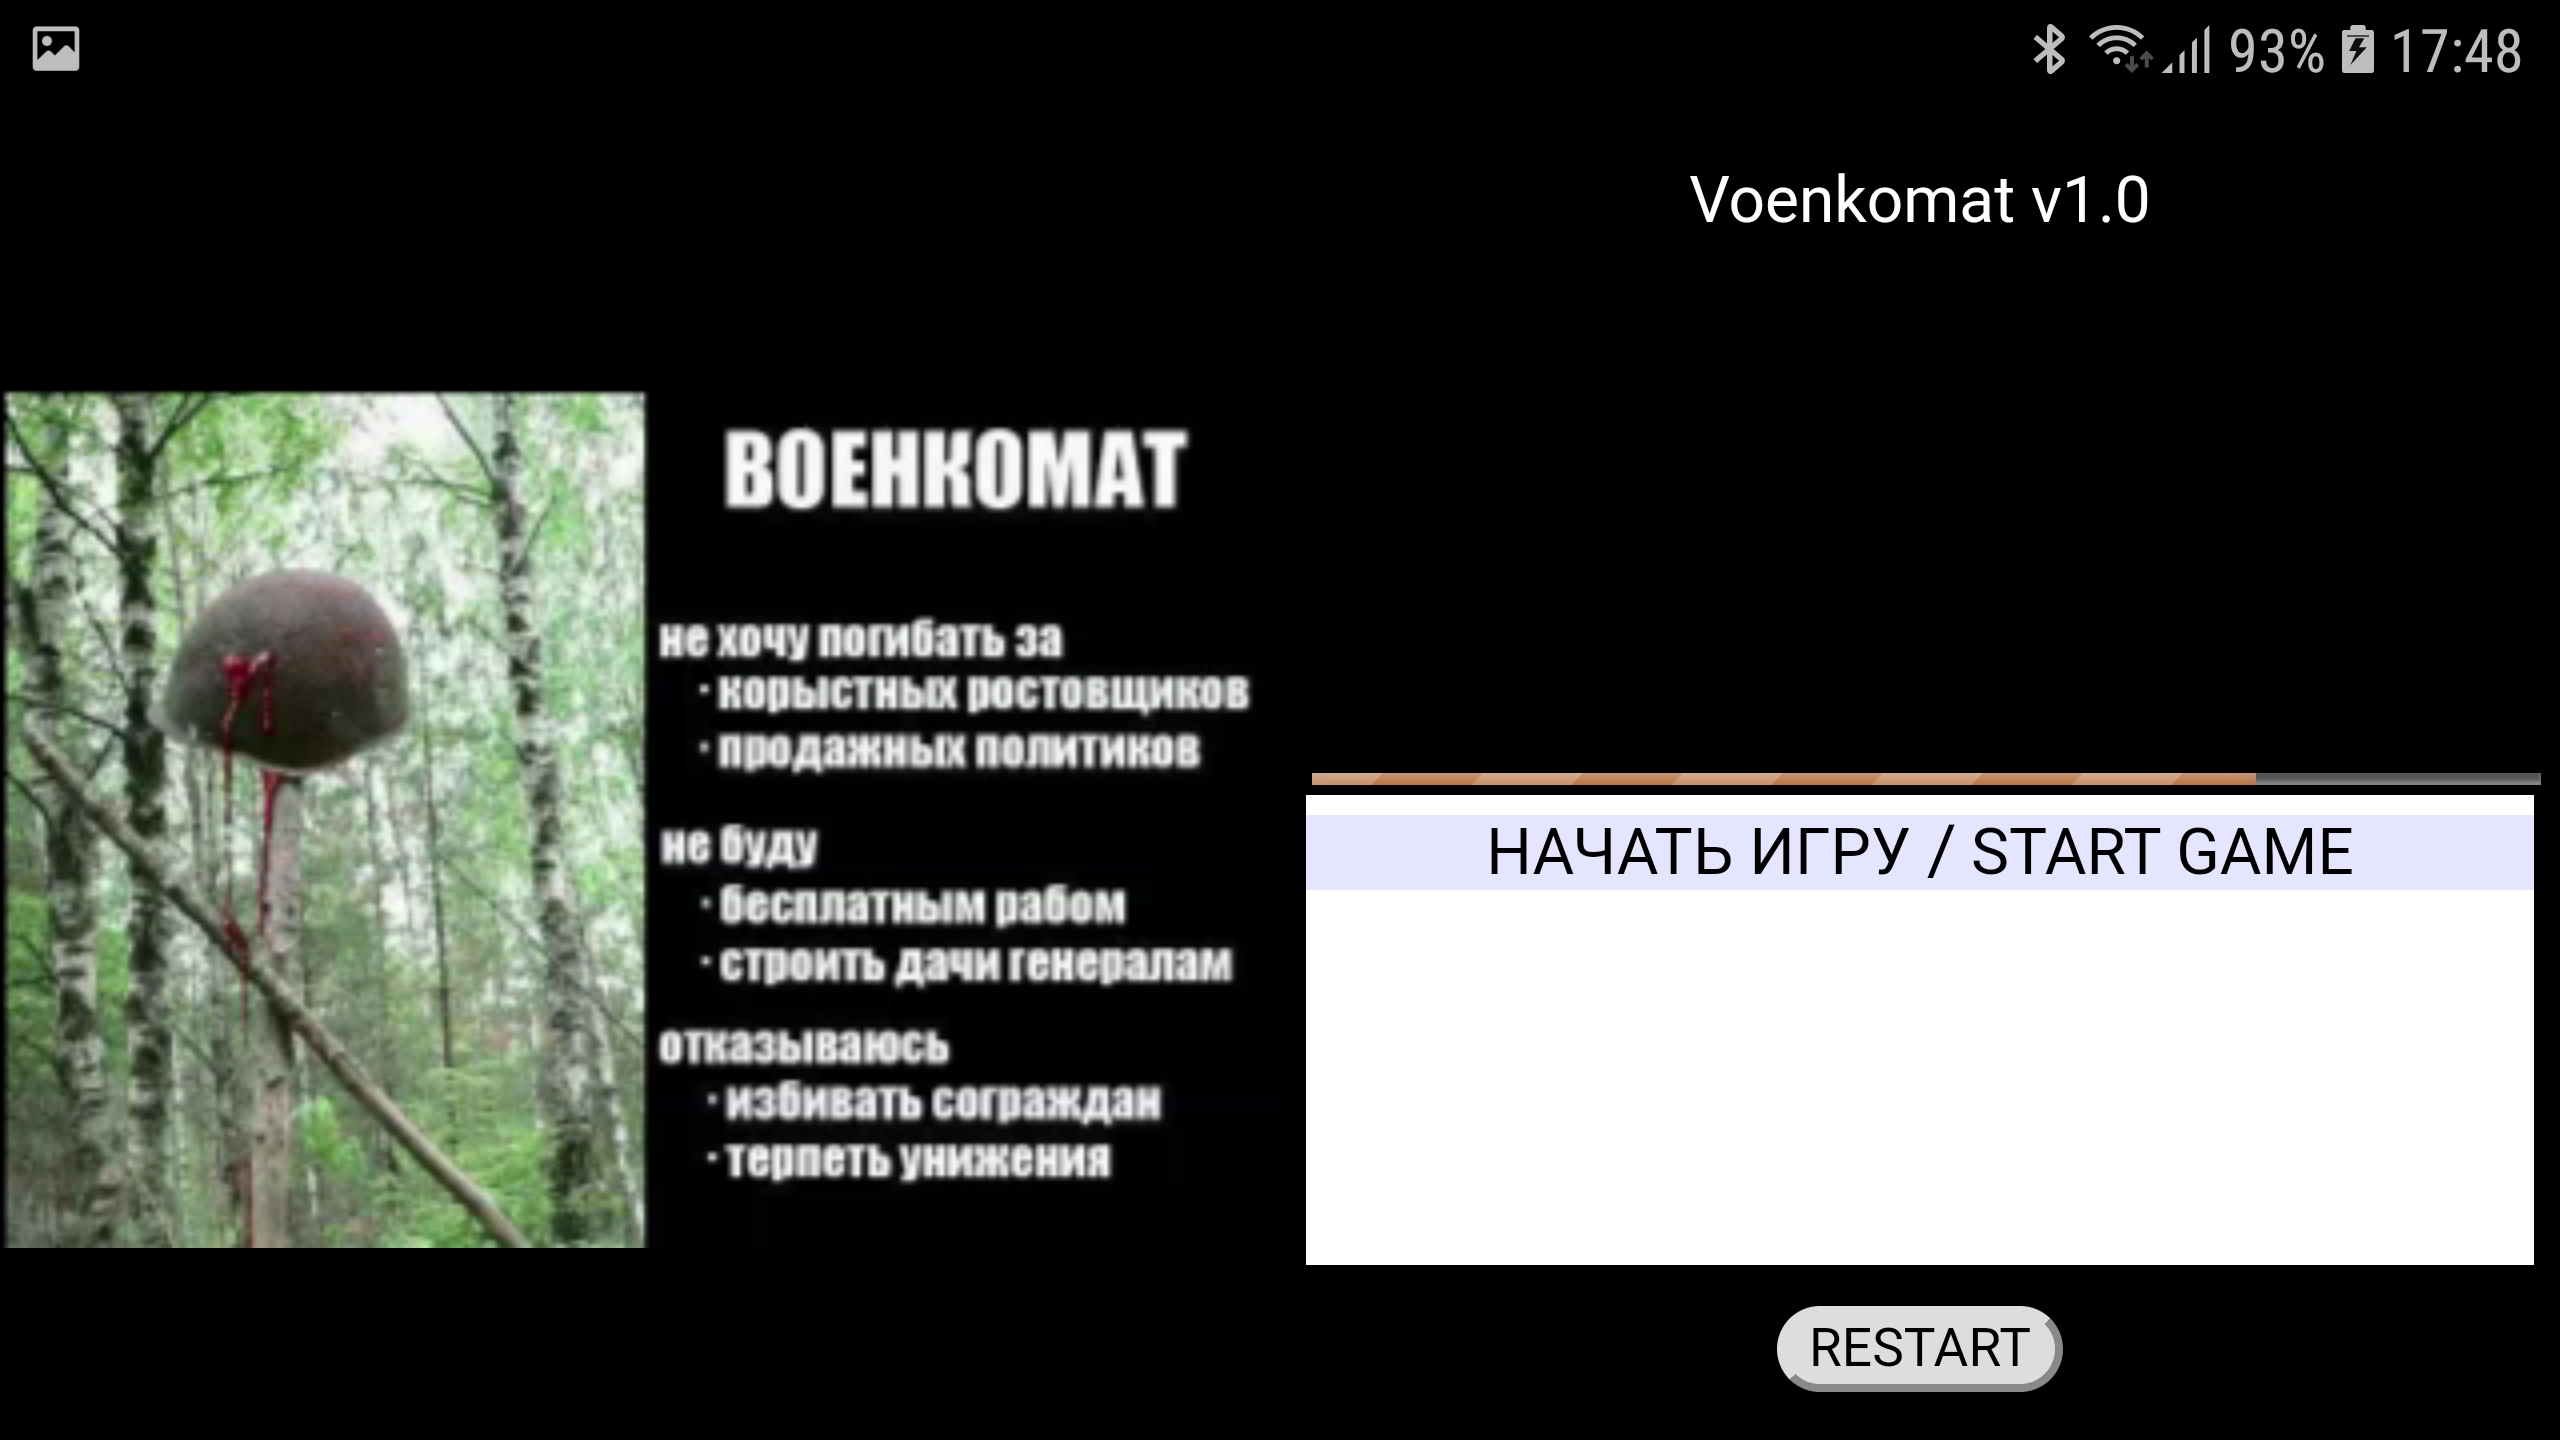 93% 17:48
Voenkomat v1.0
ВОЕНКОМАТ
не хочу погибать за
· корыстных ростовщиков
· продажных политиков
не буду
· бесплатным рабом
· строить дачи генералам
отказываюсь
· избивать сограждан
· терпеть унижения
НАЧАТЬ ИГРУ / START GAME
RESTART